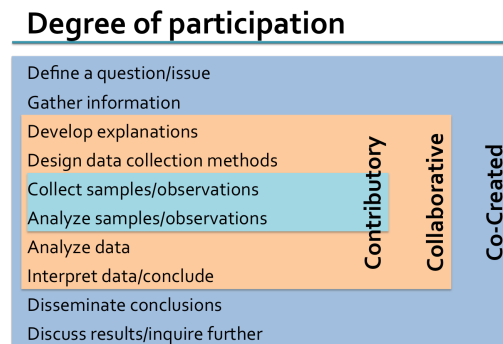 Degree of participation
Define a question/issue
Gather information
Develop explanations
Design data collection methods
Collect samples/observations
Analyze samples/observations
Analyze data
Interpret data/conclude
Disseminate conclusions
Discuss results/inquire further
Contributory
Collaborative
Co-Created